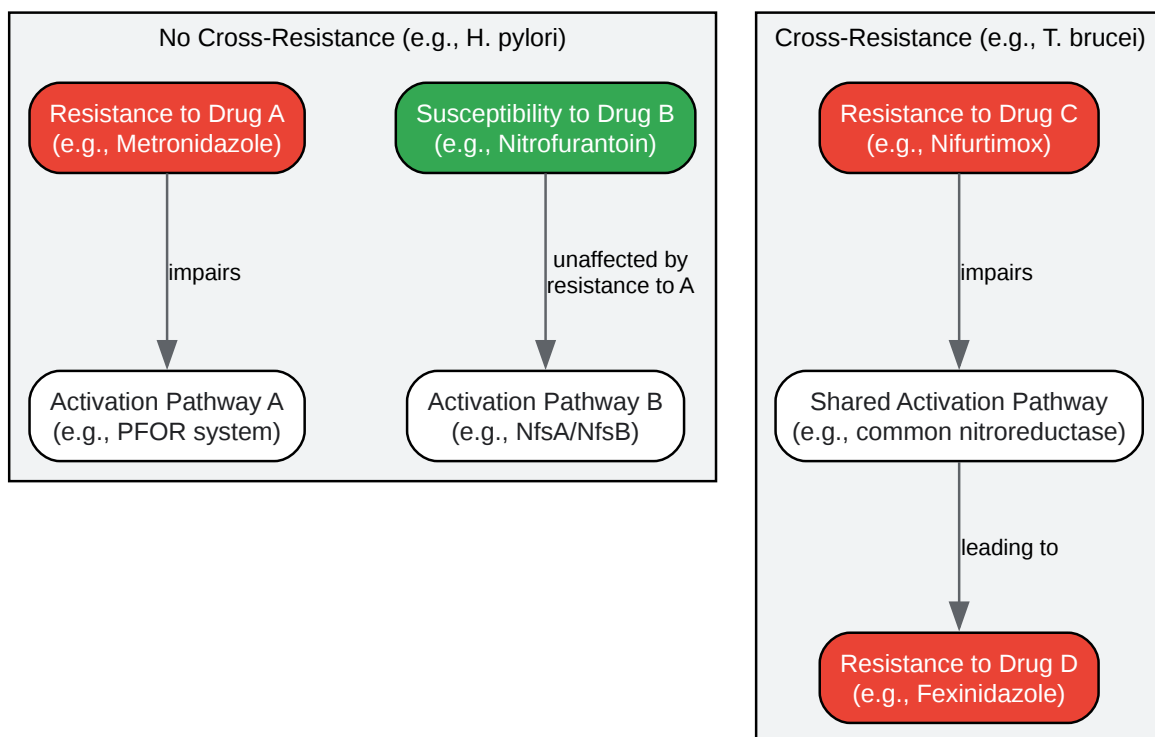 No Cross-Resistance (e.g., H. pylori)
Resistance to Drug A
(e.g., Metronidazole)
Susceptibility to Drug B
(e.g., Nitrofurantoin)
impairs
unaffected by
resistance to A
Activation Pathway A
(e.g., PFOR system)
Activation Pathway B
(e.g., NfsA/NfsB)
Cross-Resistance (e.g., T. brucei)
Resistance to Drug C
(e.g., Nifurtimox)
impairs
Shared Activation Pathway
(e.g., common nitroreductase)
leading to
Resistance to Drug D
(e.g., Fexinidazole)